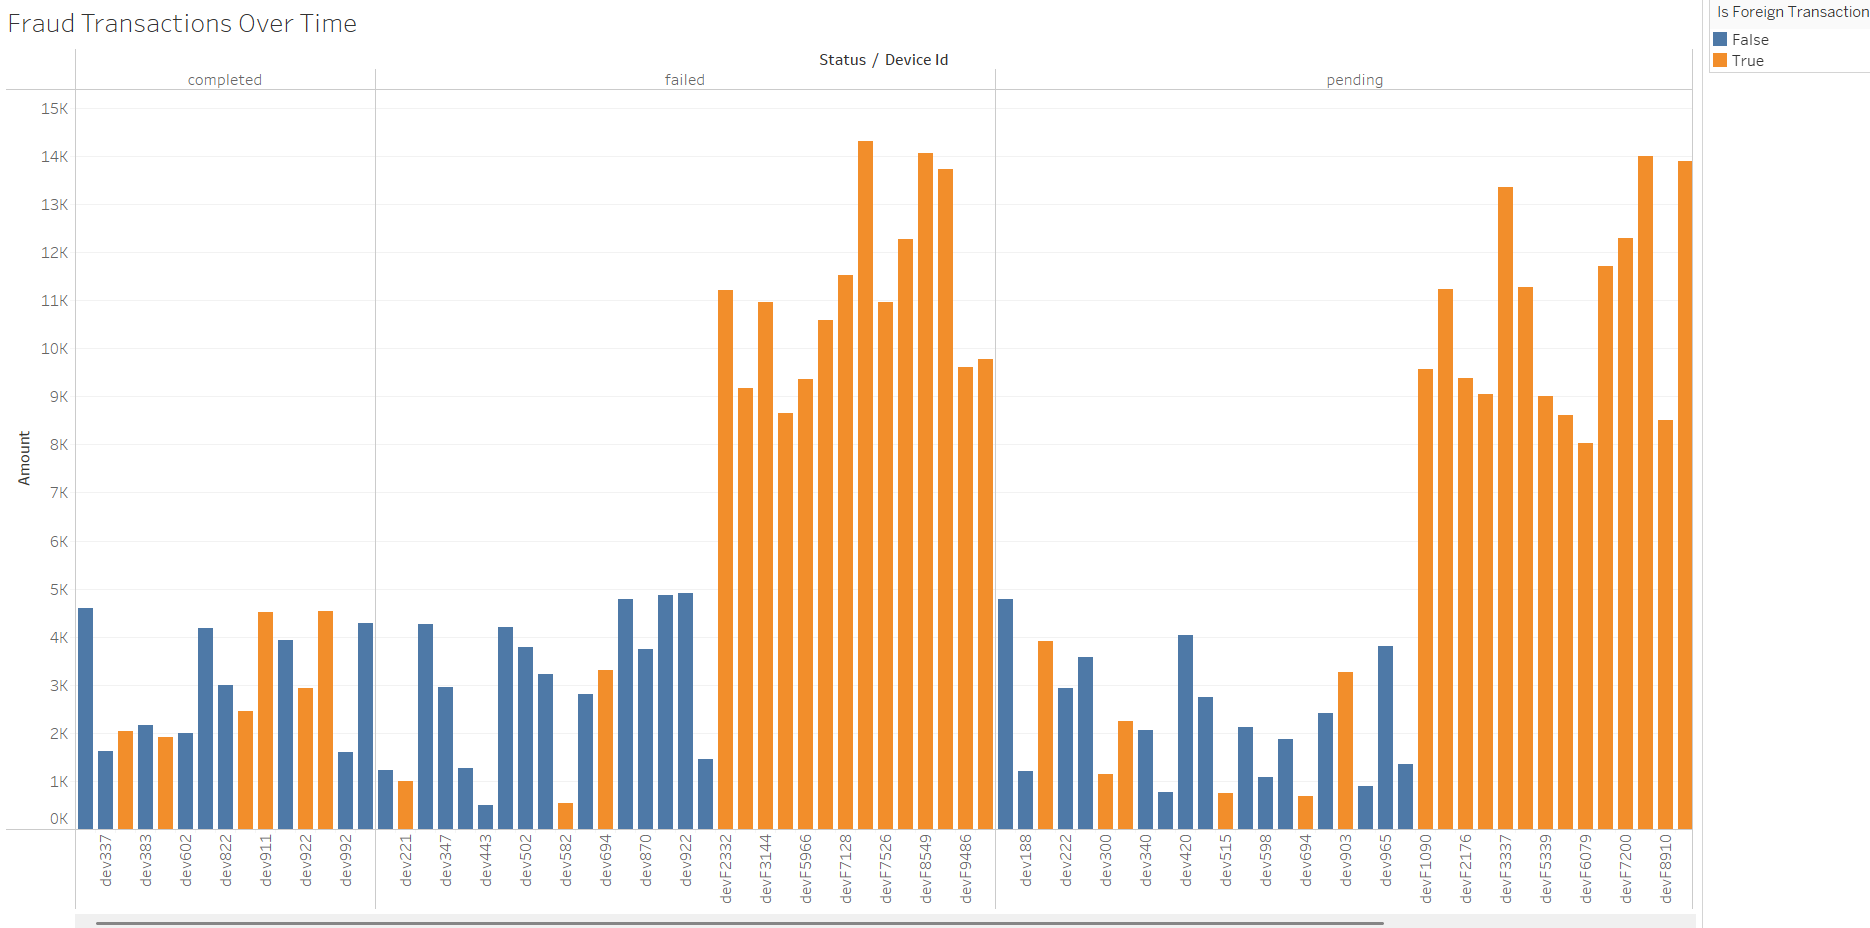 Fraud Transactions Over Time
Is Foreign Transaction
False
True
Status / Device Id
completed
failed
pending
15K
14K
13K
12K
11K
10K
9K
8K
7K
6K
5K
4K
3K
2K
1K
0K
Amount
dev337
dev383
dev602
dev822
dev911
dev922
dev992
dev221
dev347
dev443
dev502
dev582
dev694
dev870
dev922
devF2332
devF3144
devF5966
devF7128
devF7526
devF8549
devF9486
dev188
dev222
dev300
dev340
dev420
dev515
dev598
dev694
dev903
dev965
devF1090
devF2176
devF3337
devF5339
devF6079
devF7200
devF8910